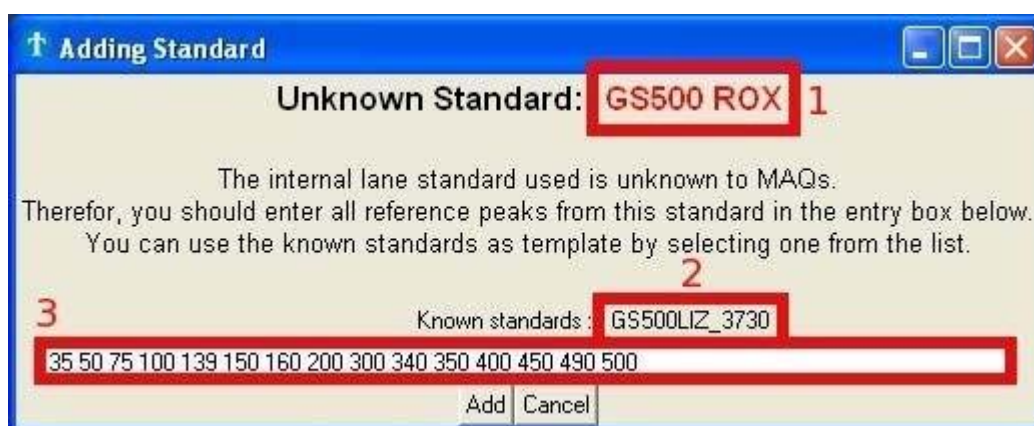 Adding Standard
Unknown Standard: GS500 ROX 1
The internal lane standard used is unknown to MAQs.
Therefor, you should enter all reference peaks from this standard in the entry box below.
You can use the known standards as template by selecting one from the list.
2
3 Known standards : GS500LIZ_3730
35 50 75 100 139 150 160 200 300 340 350 400 450 490 500
Add Cancel